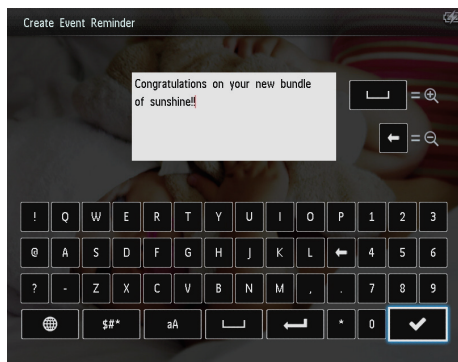 Create Event Reminder
Congratulations on your new bundle
of sunshine!!
=
=
! Q W E R T Y U I O P 1 2 3
@ A S D F G H J K L 4 5 6
? - Z X C V B N M , . 7 8 9
$#* aA * 0